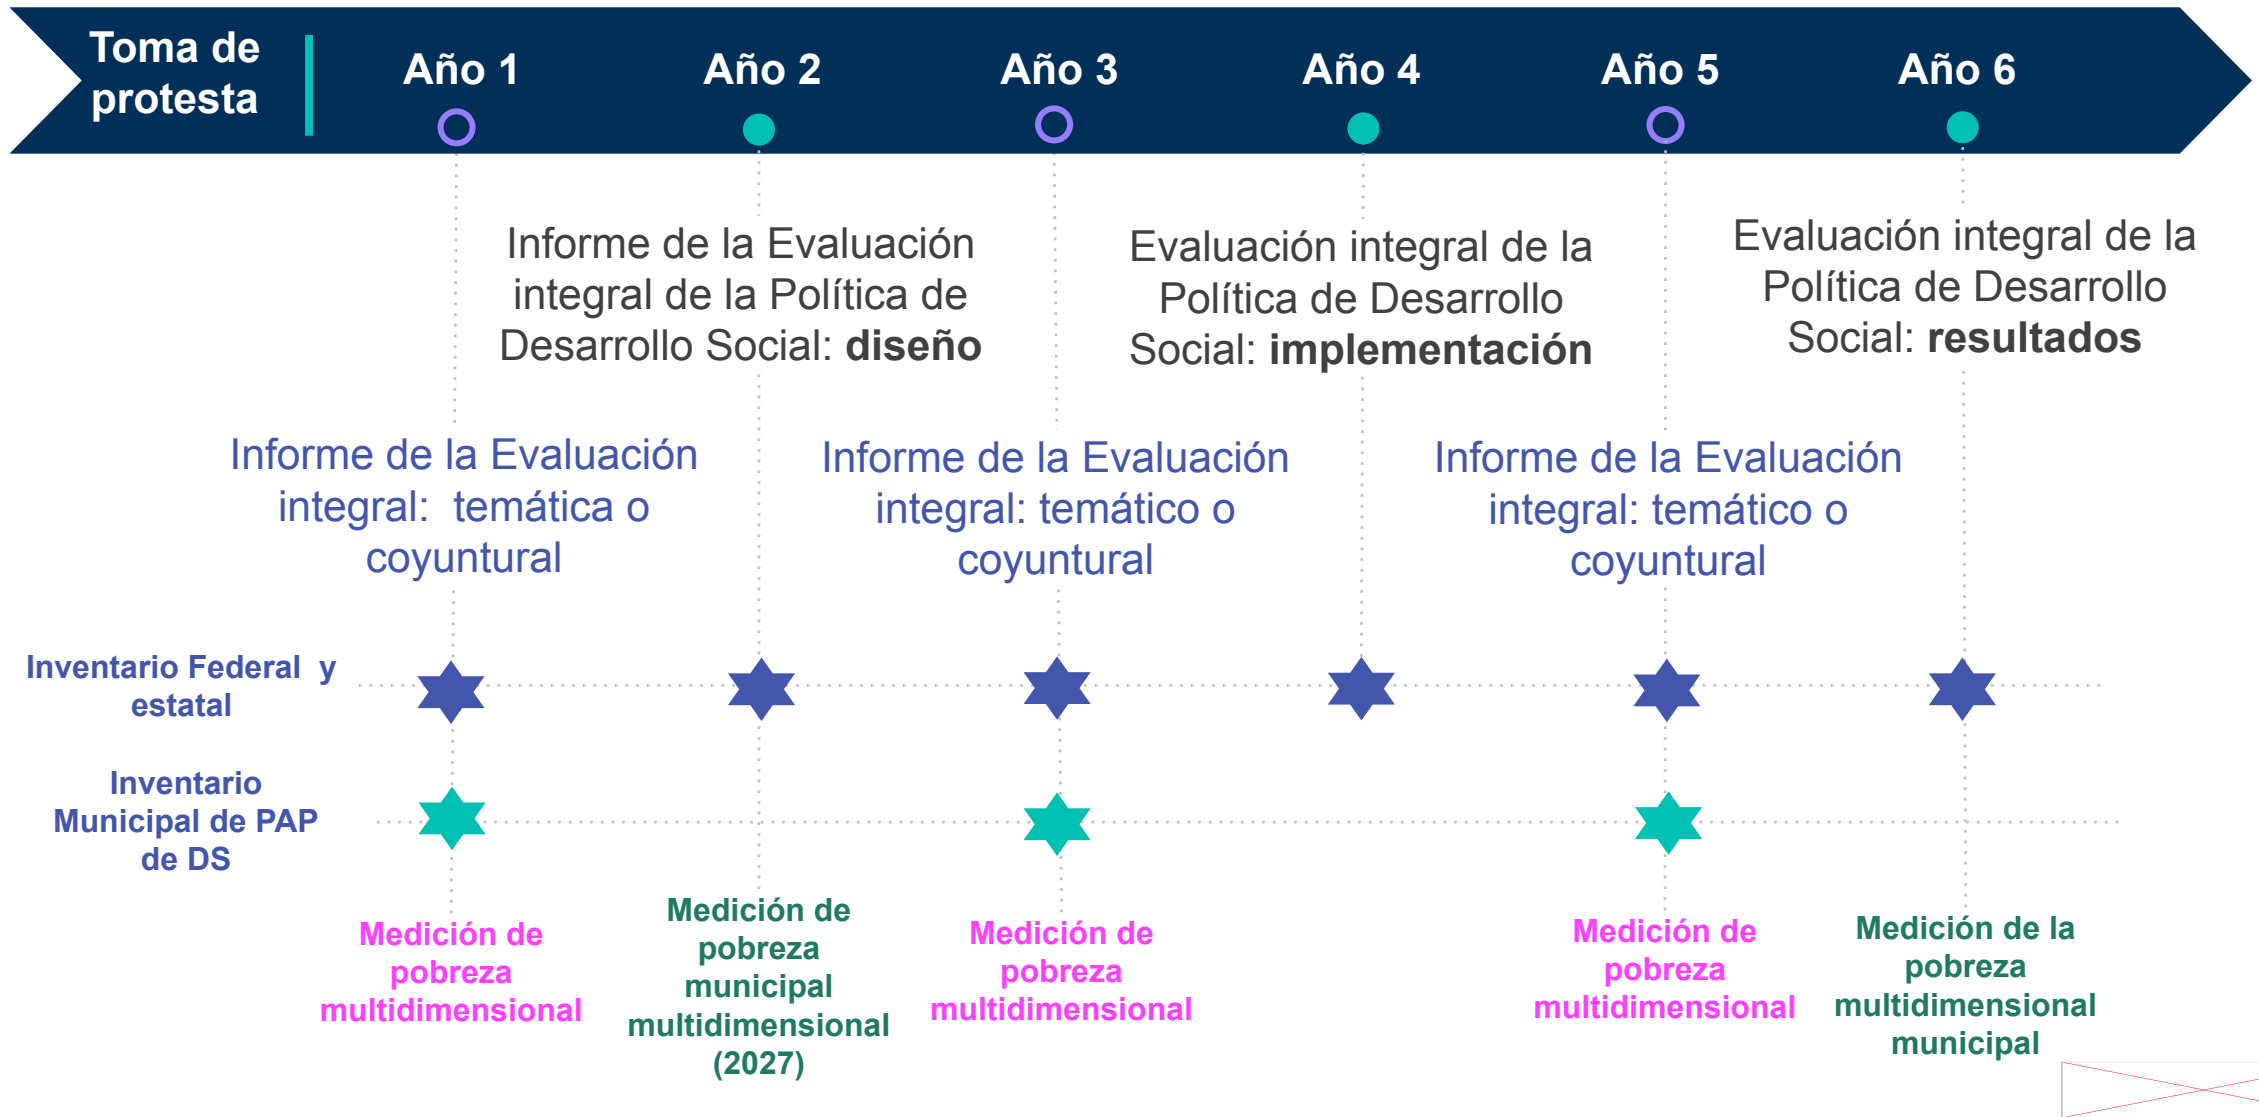 Toma de
protesta
Año 1
Año 2
Año 3
Año 4
Año 5
Año 6
Informe de la Evaluación
integral de la Política de
Desarrollo Social: diseño
Evaluación integral de la
Política de Desarrollo
Social: implementación
Evaluación integral de la
Política de Desarrollo
Social: resultados
Informe de la Evaluación
integral:  temática o
coyuntural
Informe de la Evaluación
integral: temático o
coyuntural
Informe de la Evaluación
integral: temático o
coyuntural
Inventario Federal  y
estatal
Inventario
Municipal de PAP
de DS
Medición de
pobreza
multidimensional
Medición de
pobreza
municipal
multidimensional
(2027)
Medición de
pobreza
multidimensional
Medición de
pobreza
multidimensional
Medición de la
pobreza
multidimensional
municipal